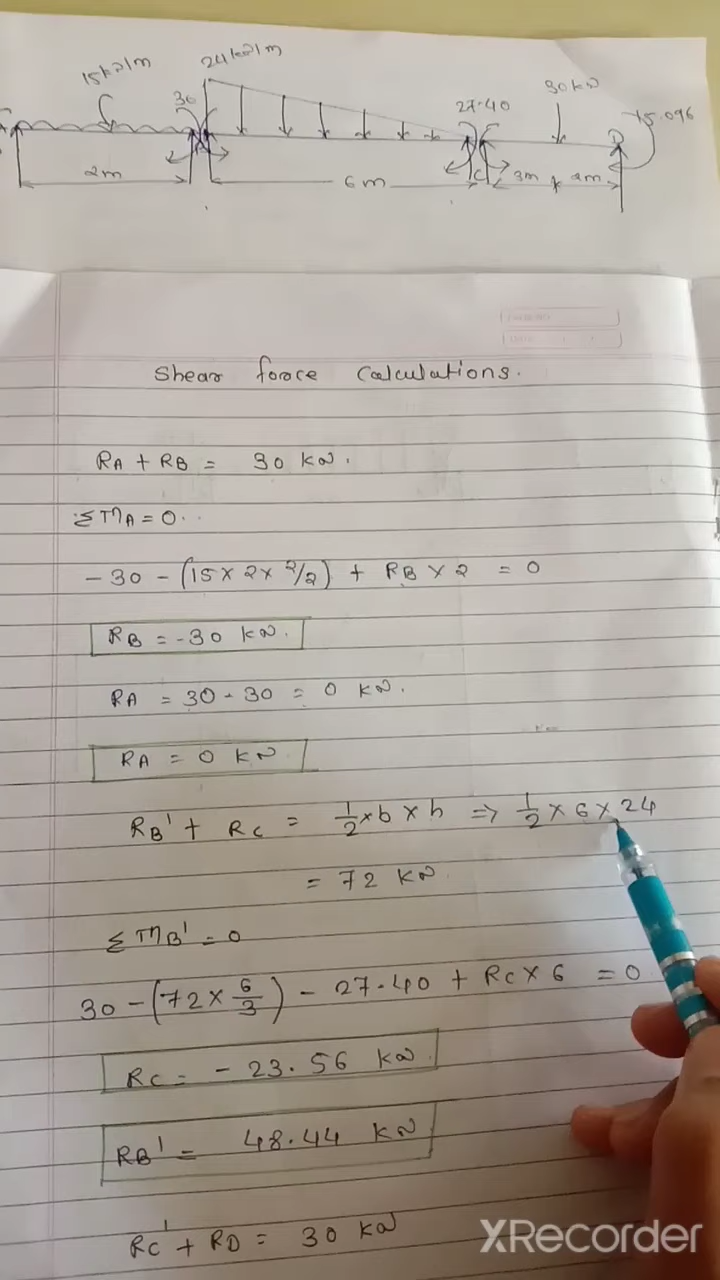 15kN/m
24kN/m
30
27.40
30kN
15.096
D
C
2m
6m
3m
2m
Shear force Calculations.
RA + RB = 30 KN.
ΣMA = 0.
- 30 - (15 × 2 × 2/2) + RB × 2 = 0
RB = -30 KN.
RA = 30 - 30 = 0 KN.
RA = 0 KN
RB' + RC = 1/2 × b × h => 1/2 × 6 × 24
= 72 KN
ΣMB' = 0
30 - (72 × 6/3) - 27.40 + RC × 6 = 0
RC = - 23.56 KN.
RB' = 48.44 KN
RC' + RD = 30 KN
XRecorder